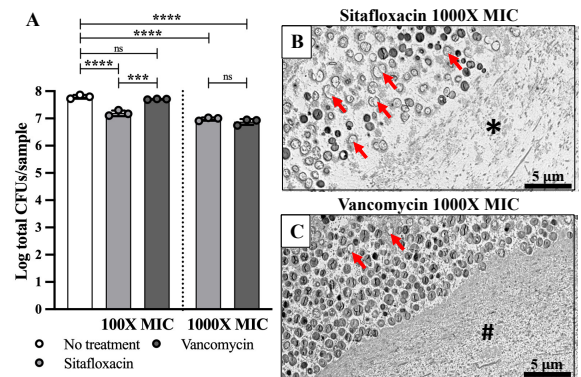 A
****
****
ns
****
***
ns
Log total CFUs/sample
8
7
6
5
4
3
2
1
0
100X MIC 1000X MIC
No treatment
Vancomycin
Sitafloxacin
Sitafloxacin 1000X MIC
B
*
5 µm
Vancomycin 1000X MIC
C
#
5 µm